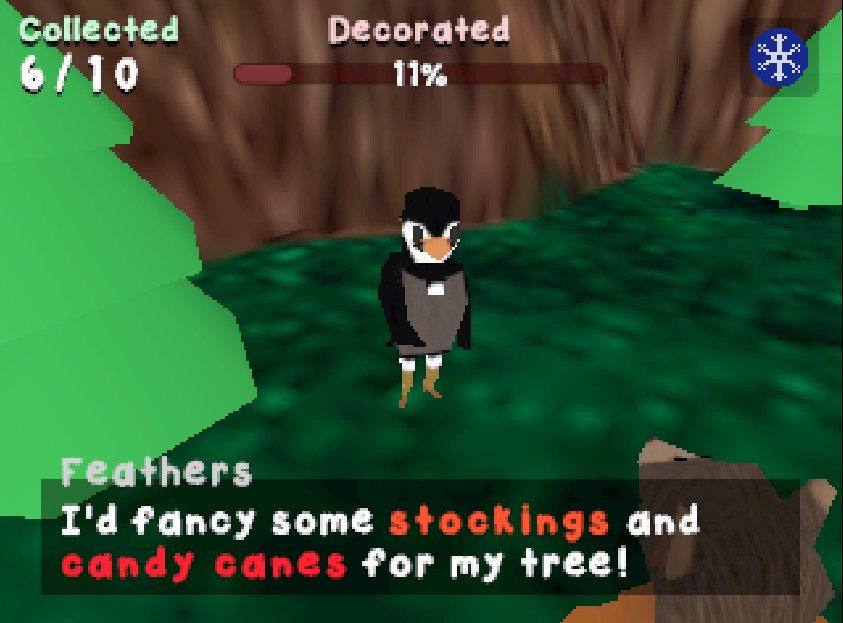 Collected
6/10
Decorated
11%
Feathers
I'd fancy some stockings and
candy canes for my tree!